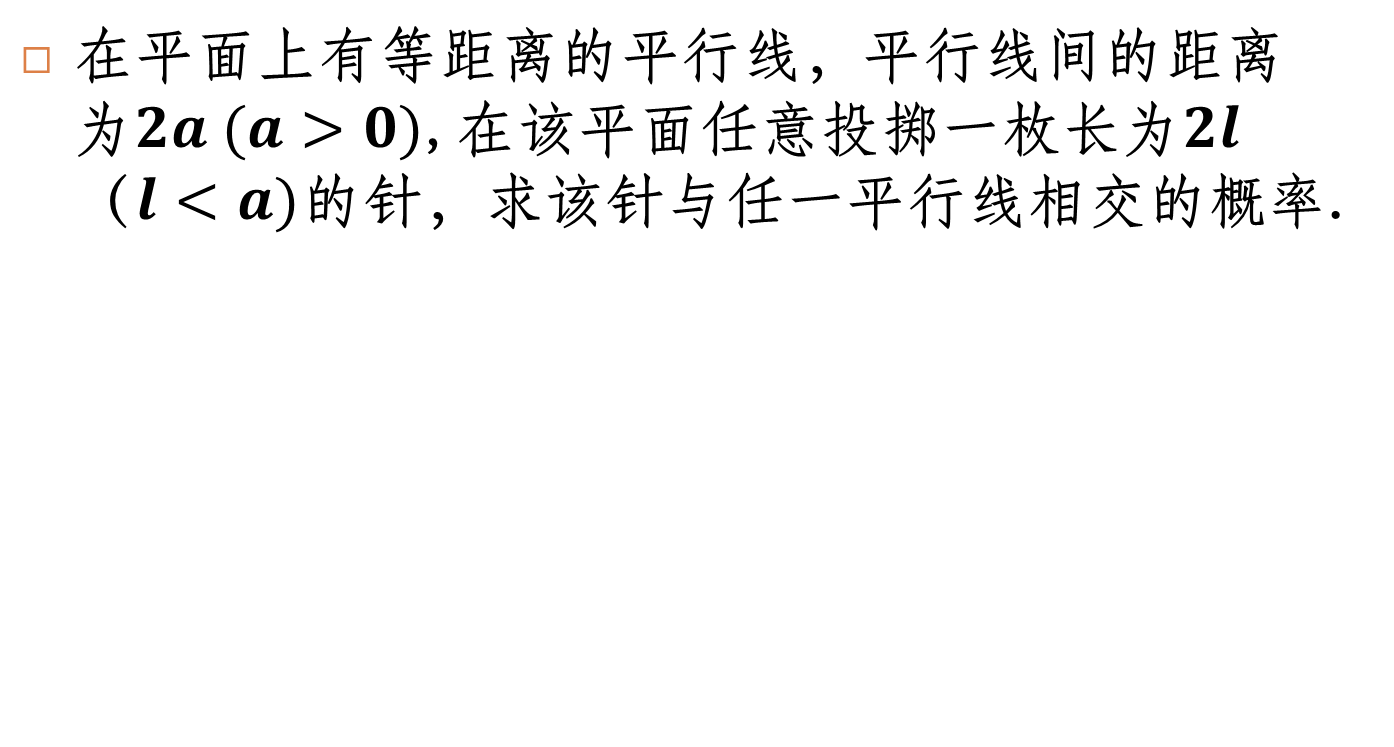 在平面上有等距离的平行线，平行线间的距离
为2a (a > 0), 在该平面任意投掷一枚长为2l
（l < a)的针，求该针与任一平行线相交的概率.